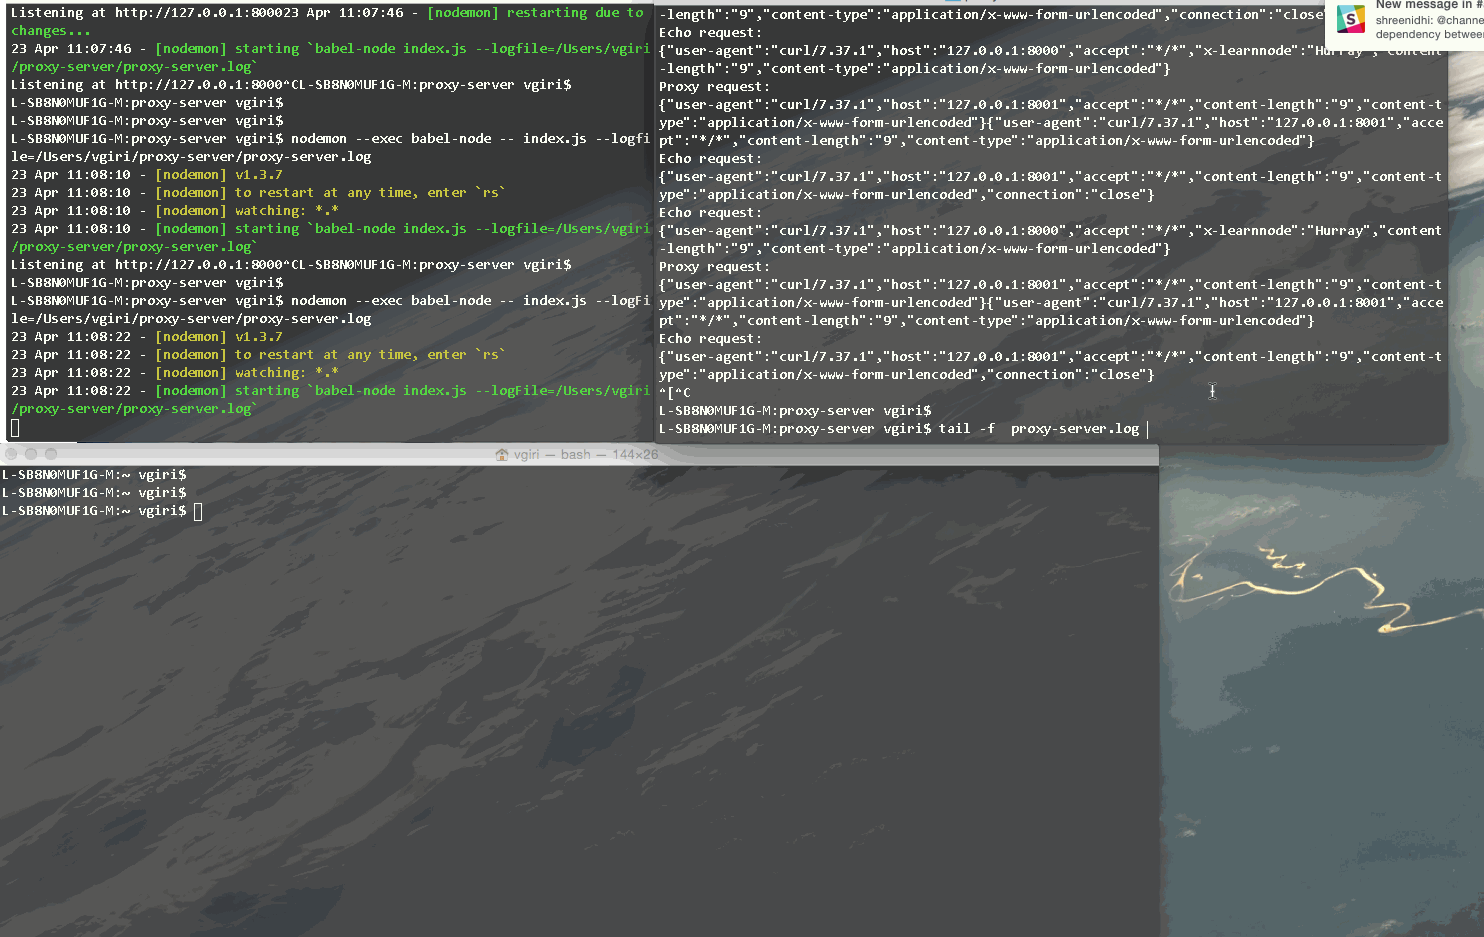 Listening at http://127.0.0.1:800023 Apr 11:07:46 - [nodemon] restarting due to
changes...
23 Apr 11:07:46 - [nodemon] starting `babel-node index.js --logfile=/Users/vgiri
/proxy-server/proxy-server.log`
Listening at http://127.0.0.1:8000^CL-SB8N0MUF1G-M:proxy-server vgiri$
L-SB8N0MUF1G-M:proxy-server vgiri$
L-SB8N0MUF1G-M:proxy-server vgiri$
L-SB8N0MUF1G-M:proxy-server vgiri$ nodemon --exec babel-node -- index.js --logfi
le=/Users/vgiri/proxy-server/proxy-server.log
23 Apr 11:08:10 - [nodemon] v1.3.7
23 Apr 11:08:10 - [nodemon] to restart at any time, enter `rs`
23 Apr 11:08:10 - [nodemon] watching: *.*
23 Apr 11:08:10 - [nodemon] starting `babel-node index.js --logfile=/Users/vgiri
/proxy-server/proxy-server.log`
Listening at http://127.0.0.1:8000^CL-SB8N0MUF1G-M:proxy-server vgiri$
L-SB8N0MUF1G-M:proxy-server vgiri$
L-SB8N0MUF1G-M:proxy-server vgiri$ nodemon --exec babel-node -- index.js --logFi
le=/Users/vgiri/proxy-server/proxy-server.log
23 Apr 11:08:22 - [nodemon] v1.3.7
23 Apr 11:08:22 - [nodemon] to restart at any time, enter `rs`
23 Apr 11:08:22 - [nodemon] watching: *.*
23 Apr 11:08:22 - [nodemon] starting `babel-node index.js --logFile=/Users/vgiri
/proxy-server/proxy-server.log`
-length":"9","content-type":"application/x-www-form-urlencoded","connection":"close"
Echo request:
{"user-agent":"curl/7.37.1","host":"127.0.0.1:8000","accept":"*/*","x-learnnode":"Hurray","content
-length":"9","content-type":"application/x-www-form-urlencoded"}
Proxy request:
{"user-agent":"curl/7.37.1","host":"127.0.0.1:8001","accept":"*/*","content-length":"9","content-t
ype":"application/x-www-form-urlencoded"}{"user-agent":"curl/7.37.1","host":"127.0.0.1:8001","acce
pt":"*/*","content-length":"9","content-type":"application/x-www-form-urlencoded"}
Echo request:
{"user-agent":"curl/7.37.1","host":"127.0.0.1:8001","accept":"*/*","content-length":"9","content-t
ype":"application/x-www-form-urlencoded","connection":"close"}
Echo request:
{"user-agent":"curl/7.37.1","host":"127.0.0.1:8000","accept":"*/*","x-learnnode":"Hurray","content
-length":"9","content-type":"application/x-www-form-urlencoded"}
Proxy request:
{"user-agent":"curl/7.37.1","host":"127.0.0.1:8001","accept":"*/*","content-length":"9","content-t
ype":"application/x-www-form-urlencoded"}{"user-agent":"curl/7.37.1","host":"127.0.0.1:8001","acce
pt":"*/*","content-length":"9","content-type":"application/x-www-form-urlencoded"}
Echo request:
{"user-agent":"curl/7.37.1","host":"127.0.0.1:8001","accept":"*/*","content-length":"9","content-t
ype":"application/x-www-form-urlencoded","connection":"close"}
^[^C
L-SB8N0MUF1G-M:proxy-server vgiri$
L-SB8N0MUF1G-M:proxy-server vgiri$ tail -f  proxy-server.log
New message in #
shreenidhi: @channe
dependency betwee
vgiri — bash — 144×26
L-SB8N0MUF1G-M:~ vgiri$
L-SB8N0MUF1G-M:~ vgiri$
L-SB8N0MUF1G-M:~ vgiri$